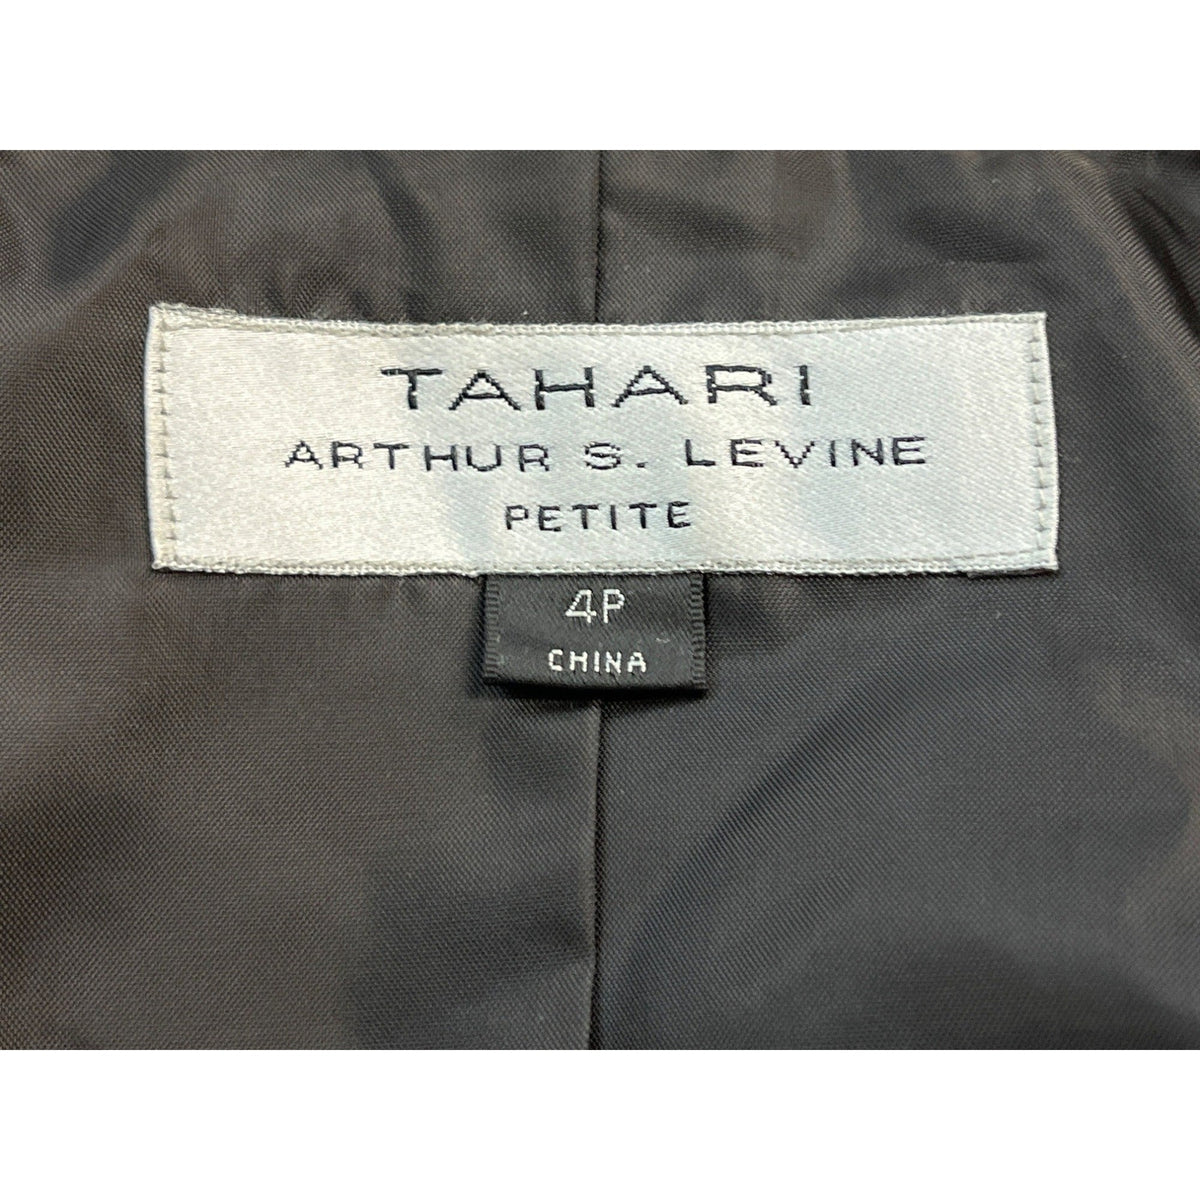 TAHARI
ARTHUR S. LEVINE
PETITE
4P
CHINA